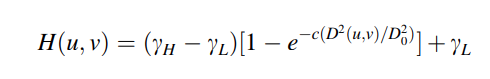 H(u, v) = (γ_H − γ_L)[1 − e^{−c(D^2(u,v)/D_0^2)}] + γ_L